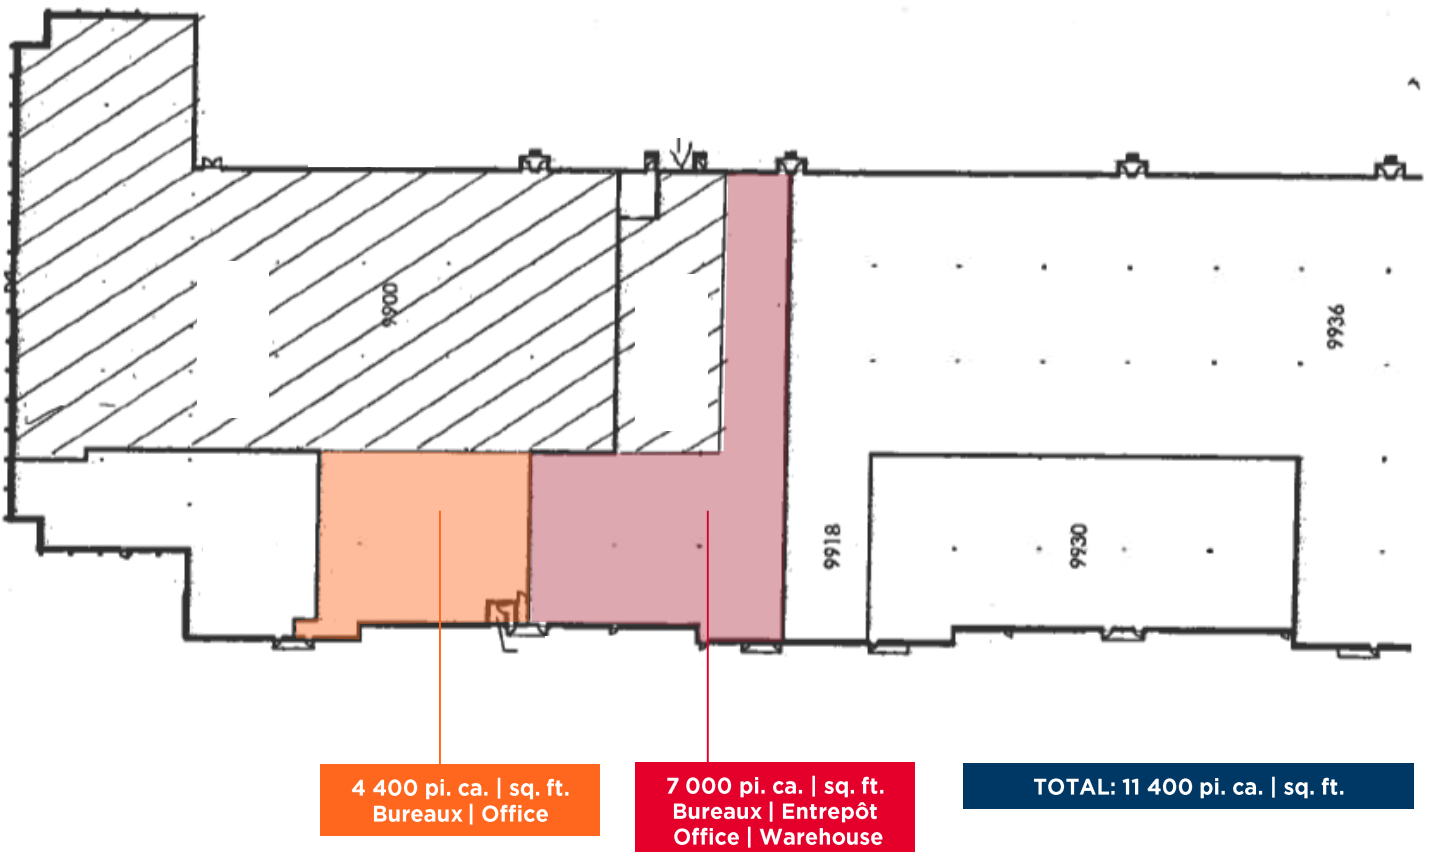 9900
9936
9918
9930
4 400 pi. ca. | sq. ft.
Bureaux | Office
7 000 pi. ca. | sq. ft.
Bureaux | Entrepôt
Office | Warehouse
TOTAL: 11 400 pi. ca. | sq. ft.